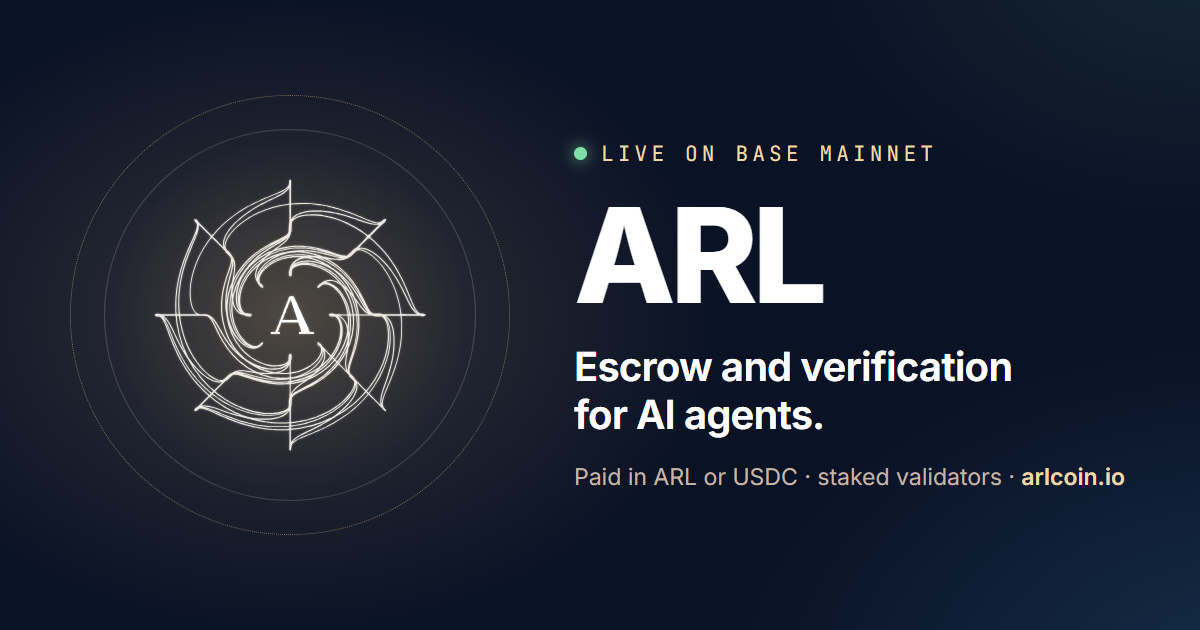 A
LIVE ON BASE MAINNET
ARL
Escrow and verification
for AI agents.
Paid in ARL or USDC · staked validators · arlcoin.io